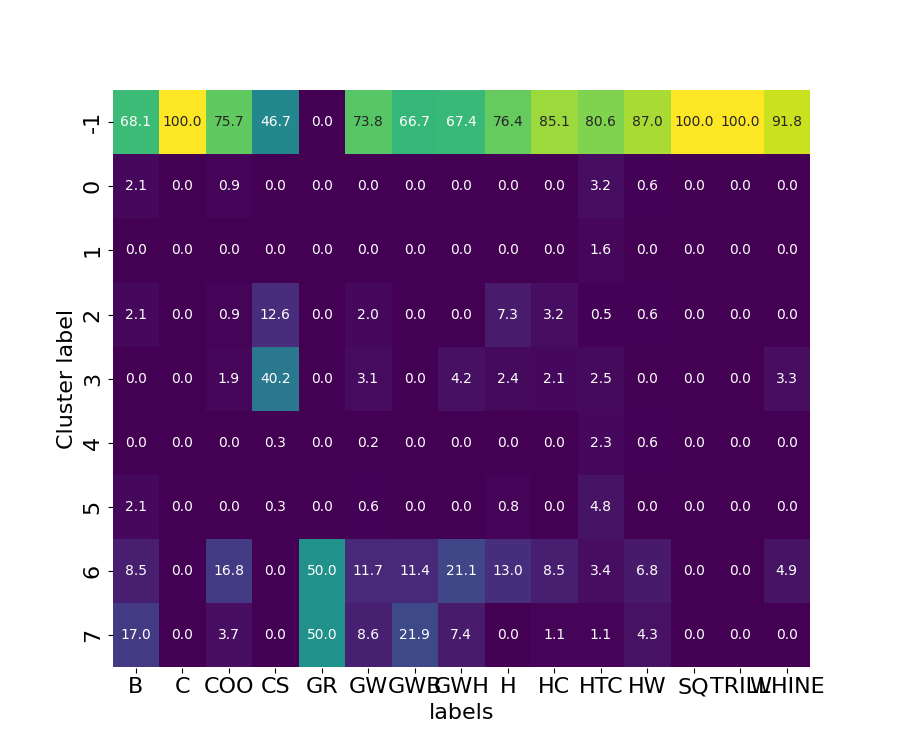 -1 68.1 100.0 75.7 46.7 0.0 73.8 66.7 67.4 76.4 85.1 80.6 87.0 100.0 100.0 91.8
0 2.1 0.0 0.9 0.0 0.0 0.0 0.0 0.0 0.0 0.0 3.2 0.6 0.0 0.0 0.0
1 0.0 0.0 0.0 0.0 0.0 0.0 0.0 0.0 0.0 0.0 1.6 0.0 0.0 0.0 0.0
2 2.1 0.0 0.9 12.6 0.0 2.0 0.0 0.0 7.3 3.2 0.5 0.6 0.0 0.0 0.0
3 0.0 0.0 1.9 40.2 0.0 3.1 0.0 4.2 2.4 2.1 2.5 0.0 0.0 0.0 3.3
4 0.0 0.0 0.0 0.3 0.0 0.2 0.0 0.0 0.0 0.0 2.3 0.6 0.0 0.0 0.0
5 2.1 0.0 0.0 0.3 0.0 0.6 0.0 0.0 0.8 0.0 4.8 0.0 0.0 0.0 0.0
6 8.5 0.0 16.8 0.0 50.0 11.7 11.4 21.1 13.0 8.5 3.4 6.8 0.0 0.0 4.9
7 17.0 0.0 3.7 0.0 50.0 8.6 21.9 7.4 0.0 1.1 1.1 4.3 0.0 0.0 0.0
Cluster label
B C COO CS GR GW GWB GWH H HC HTC HW SQ TRILL WHINE
labels